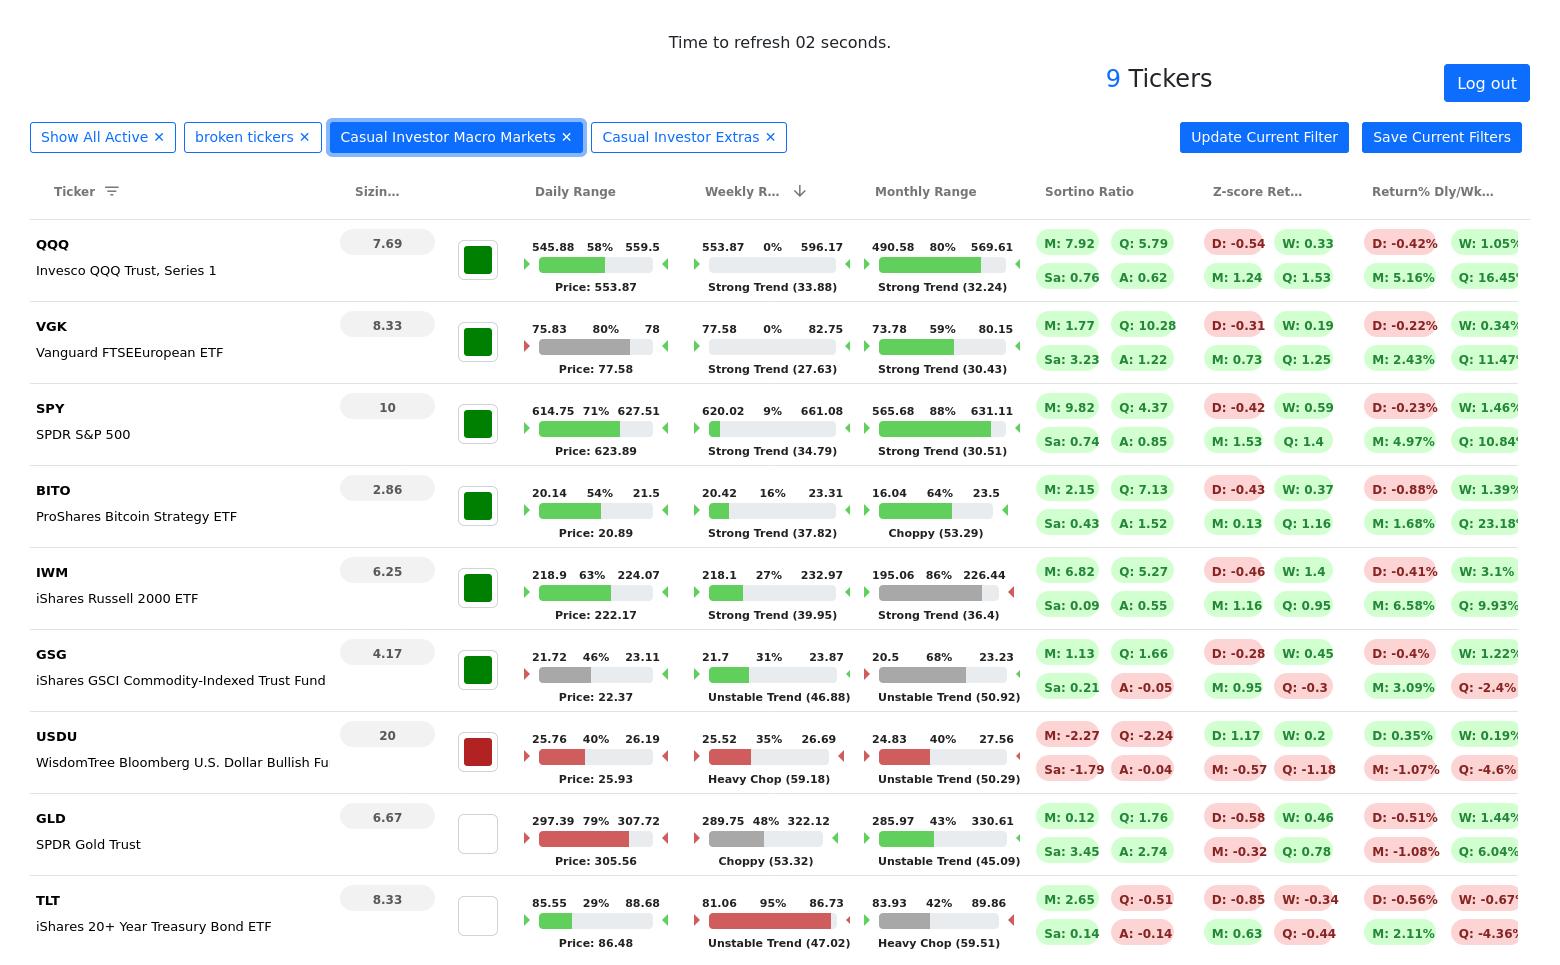 Time to refresh 02 seconds.
9 Tickers
Log out
Show All Active ✕ broken tickers ✕ Casual Investor Macro Markets ✕ Casual Investor Extras ✕ Update Current Filter Save Current Filters
Ticker Sizin... Daily Range Weekly R... Monthly Range Sortino Ratio Z-score Ret... Return% Dly/Wk...
QQQ 7.69 545.88 58% 559.5 553.87 0% 596.17 490.58 80% 569.61 M: 7.92 Q: 5.79 D: -0.54 W: 0.33 D: -0.42% W: 1.05%
Invesco QQQ Trust, Series 1 Price: 553.87 Strong Trend (33.88) Strong Trend (32.24) Sa: 0.76 A: 0.62 M: 1.24 Q: 1.53 M: 5.16% Q: 16.45%
VGK 8.33 75.83 80% 78 77.58 0% 82.75 73.78 59% 80.15 M: 1.77 Q: 10.28 D: -0.31 W: 0.19 D: -0.22% W: 0.34%
Vanguard FTSEEuropean ETF Price: 77.58 Strong Trend (27.63) Strong Trend (30.43) Sa: 3.23 A: 1.22 M: 0.73 Q: 1.25 M: 2.43% Q: 11.47%
SPY 10 614.75 71% 627.51 620.02 9% 661.08 565.68 88% 631.11 M: 9.82 Q: 4.37 D: -0.42 W: 0.59 D: -0.23% W: 1.46%
SPDR S&P 500 Price: 623.89 Strong Trend (34.79) Strong Trend (30.51) Sa: 0.74 A: 0.85 M: 1.53 Q: 1.4 M: 4.97% Q: 10.84%
BITO 2.86 20.14 54% 21.5 20.42 16% 23.31 16.04 64% 23.5 M: 2.15 Q: 7.13 D: -0.43 W: 0.37 D: -0.88% W: 1.39%
ProShares Bitcoin Strategy ETF Price: 20.89 Strong Trend (37.82) Choppy (53.29) Sa: 0.43 A: 1.52 M: 0.13 Q: 1.16 M: 1.68% Q: 23.18%
IWM 6.25 218.9 63% 224.07 218.1 27% 232.97 195.06 86% 226.44 M: 6.82 Q: 5.27 D: -0.46 W: 1.4 D: -0.41% W: 3.1%
iShares Russell 2000 ETF Price: 222.17 Strong Trend (39.95) Strong Trend (36.4) Sa: 0.09 A: 0.55 M: 1.16 Q: 0.95 M: 6.58% Q: 9.93%
GSG 4.17 21.72 46% 23.11 21.7 31% 23.87 20.5 68% 23.23 M: 1.13 Q: 1.66 D: -0.28 W: 0.45 D: -0.4% W: 1.22%
iShares GSCI Commodity-Indexed Trust Fund Price: 22.37 Unstable Trend (46.88) Unstable Trend (50.92) Sa: 0.21 A: -0.05 M: 0.95 Q: -0.3 M: 3.09% Q: -2.4%
USDU 20 25.76 40% 26.19 25.52 35% 26.69 24.83 40% 27.56 M: -2.27 Q: -2.24 D: 1.17 W: 0.2 D: 0.35% W: 0.19%
WisdomTree Bloomberg U.S. Dollar Bullish Fu Price: 25.93 Heavy Chop (59.18) Unstable Trend (50.29) Sa: -1.79 A: -0.04 M: -0.57 Q: -1.18 M: -1.07% Q: -4.6%
GLD 6.67 297.39 79% 307.72 289.75 48% 322.12 285.97 43% 330.61 M: 0.12 Q: 1.76 D: -0.58 W: 0.46 D: -0.51% W: 1.44%
SPDR Gold Trust Price: 305.56 Choppy (53.32) Unstable Trend (45.09) Sa: 3.45 A: 2.74 M: -0.32 Q: 0.78 M: -1.08% Q: 6.04%
TLT 8.33 85.55 29% 88.68 81.06 95% 86.73 83.93 42% 89.86 M: 2.65 Q: -0.51 D: -0.85 W: -0.34 D: -0.56% W: -0.67%
iShares 20+ Year Treasury Bond ETF Price: 86.48 Unstable Trend (47.02) Heavy Chop (59.51) Sa: 0.14 A: -0.14 M: 0.63 Q: -0.44 M: 2.11% Q: -4.36%